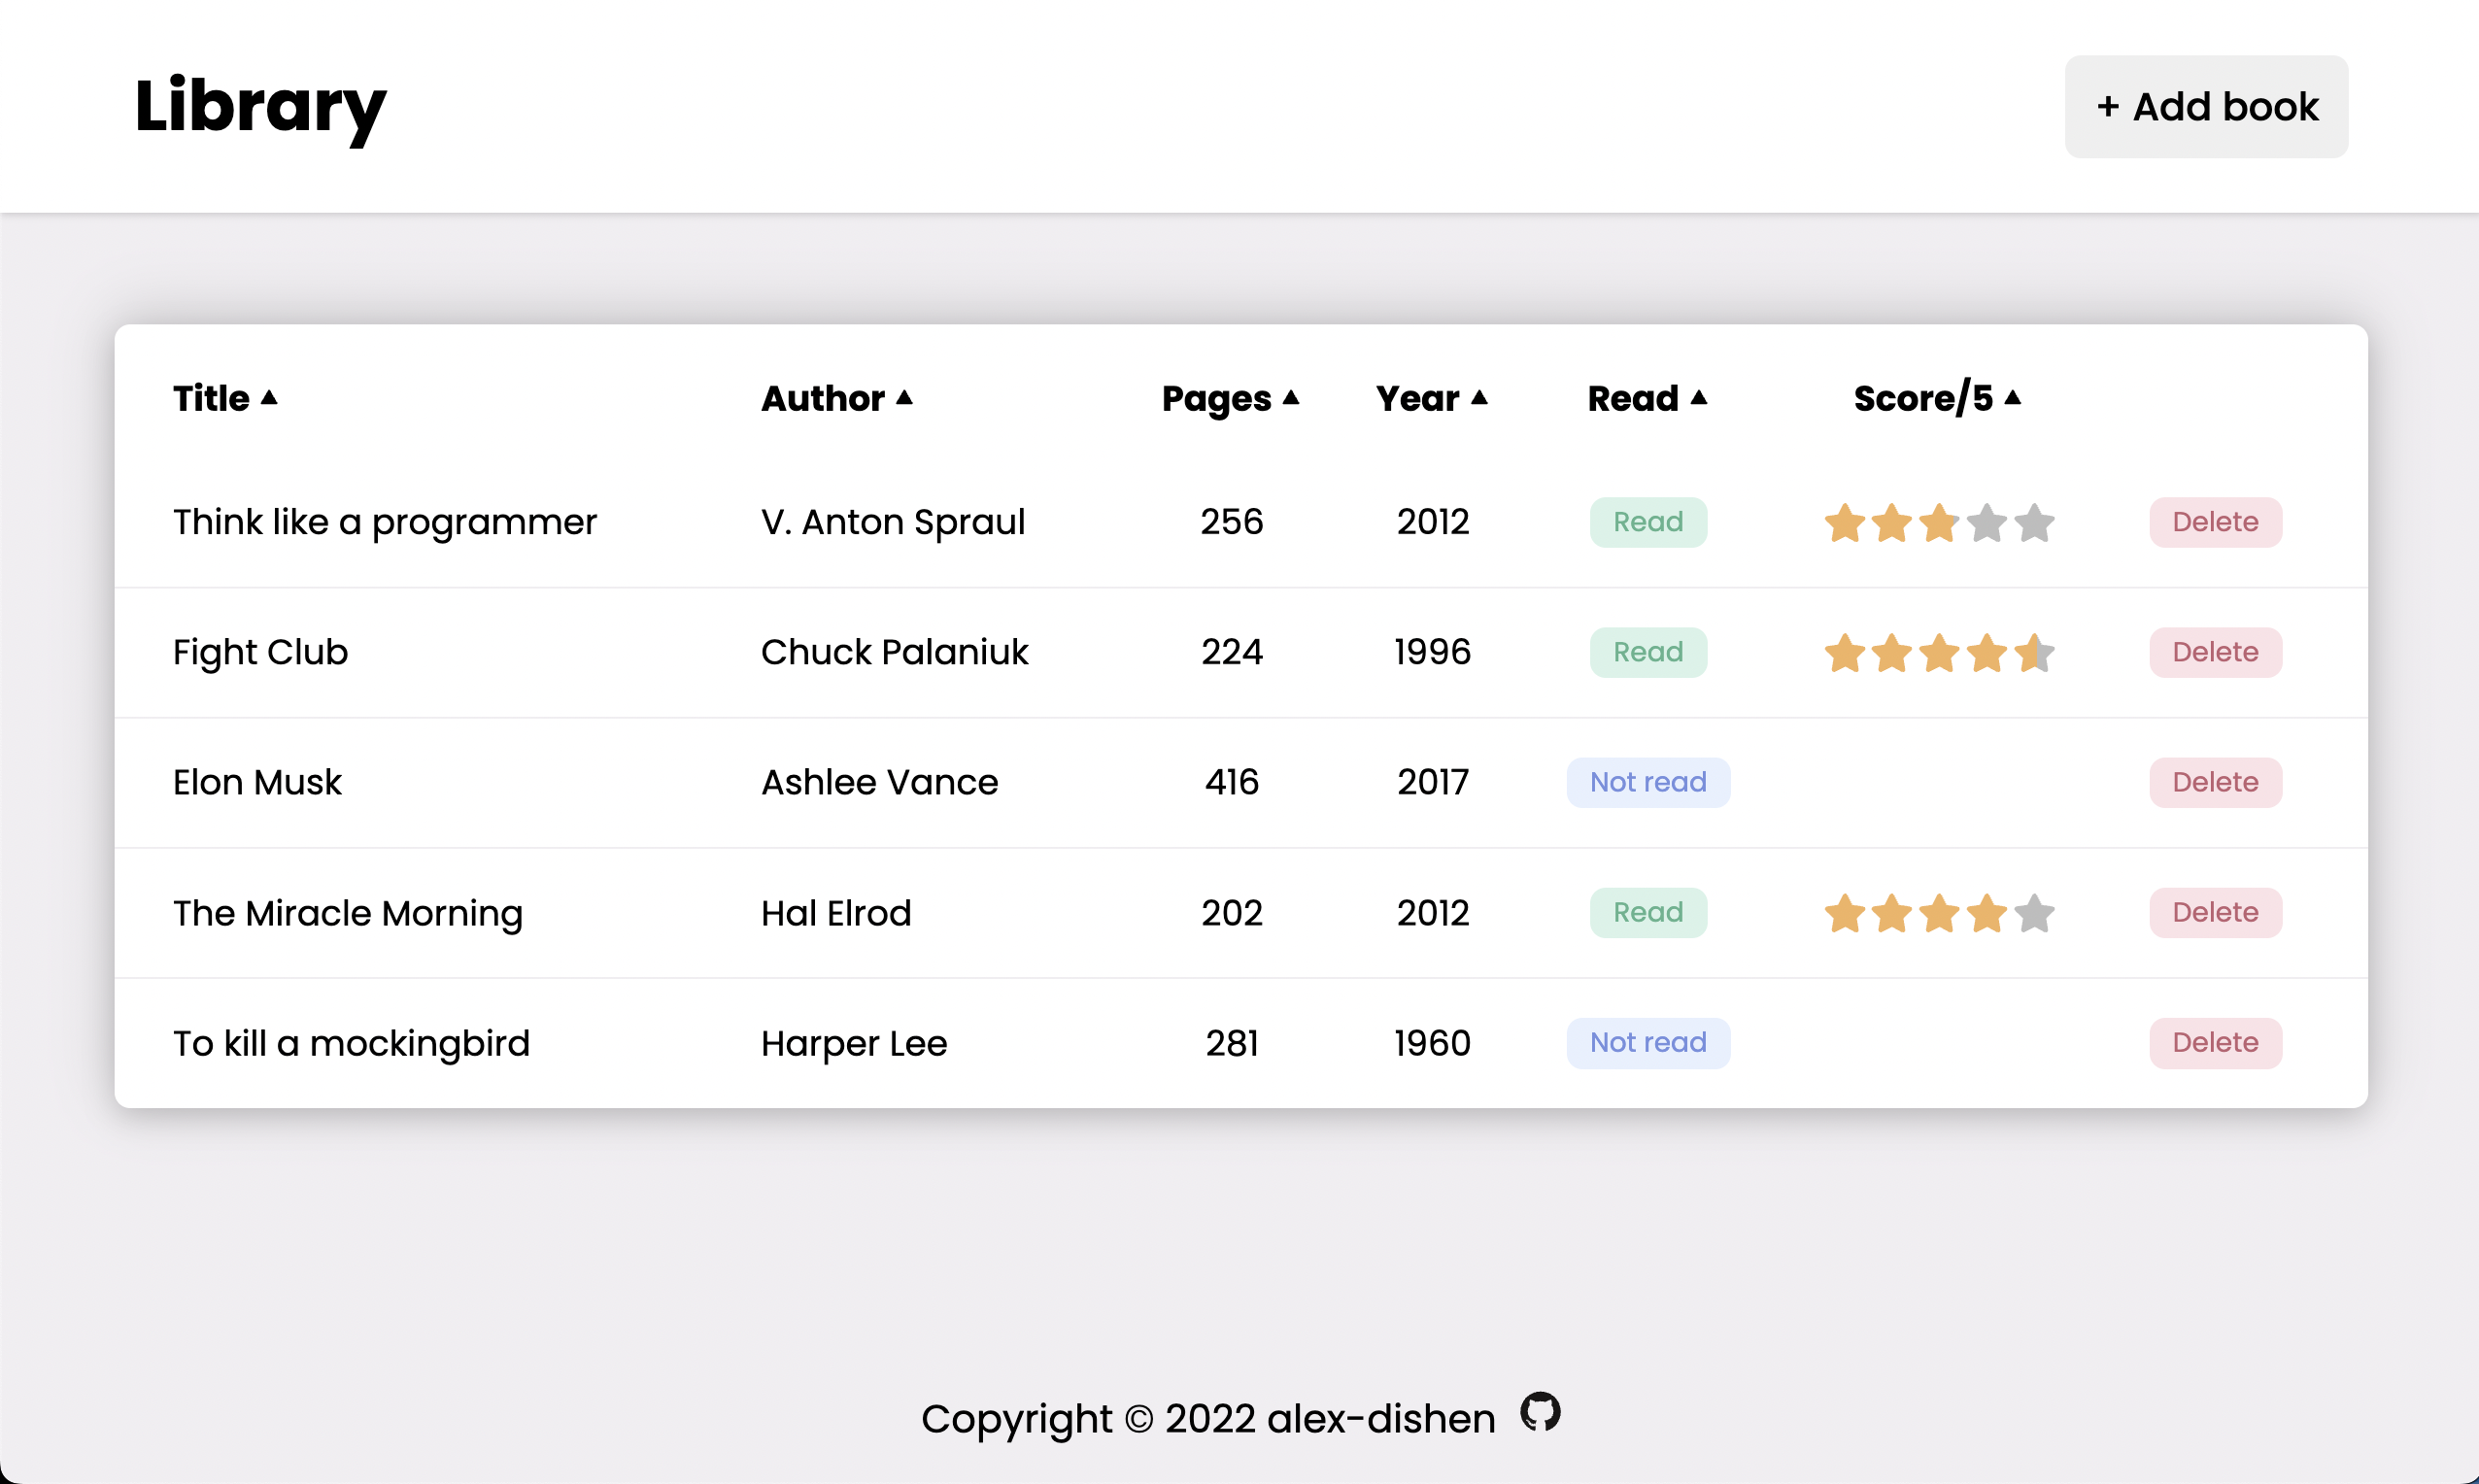 Library
+ Add book
Title ▲ Author ▲ Pages ▲ Year ▲ Read ▲ Score/5 ▲
Think like a programmer V. Anton Spraul 256 2012 Read Delete
Fight Club Chuck Palaniuk 224 1996 Read Delete
Elon Musk Ashlee Vance 416 2017 Not read Delete
The Miracle Morning Hal Elrod 202 2012 Read Delete
To kill a mockingbird Harper Lee 281 1960 Not read Delete
Copyright © 2022 alex-dishen